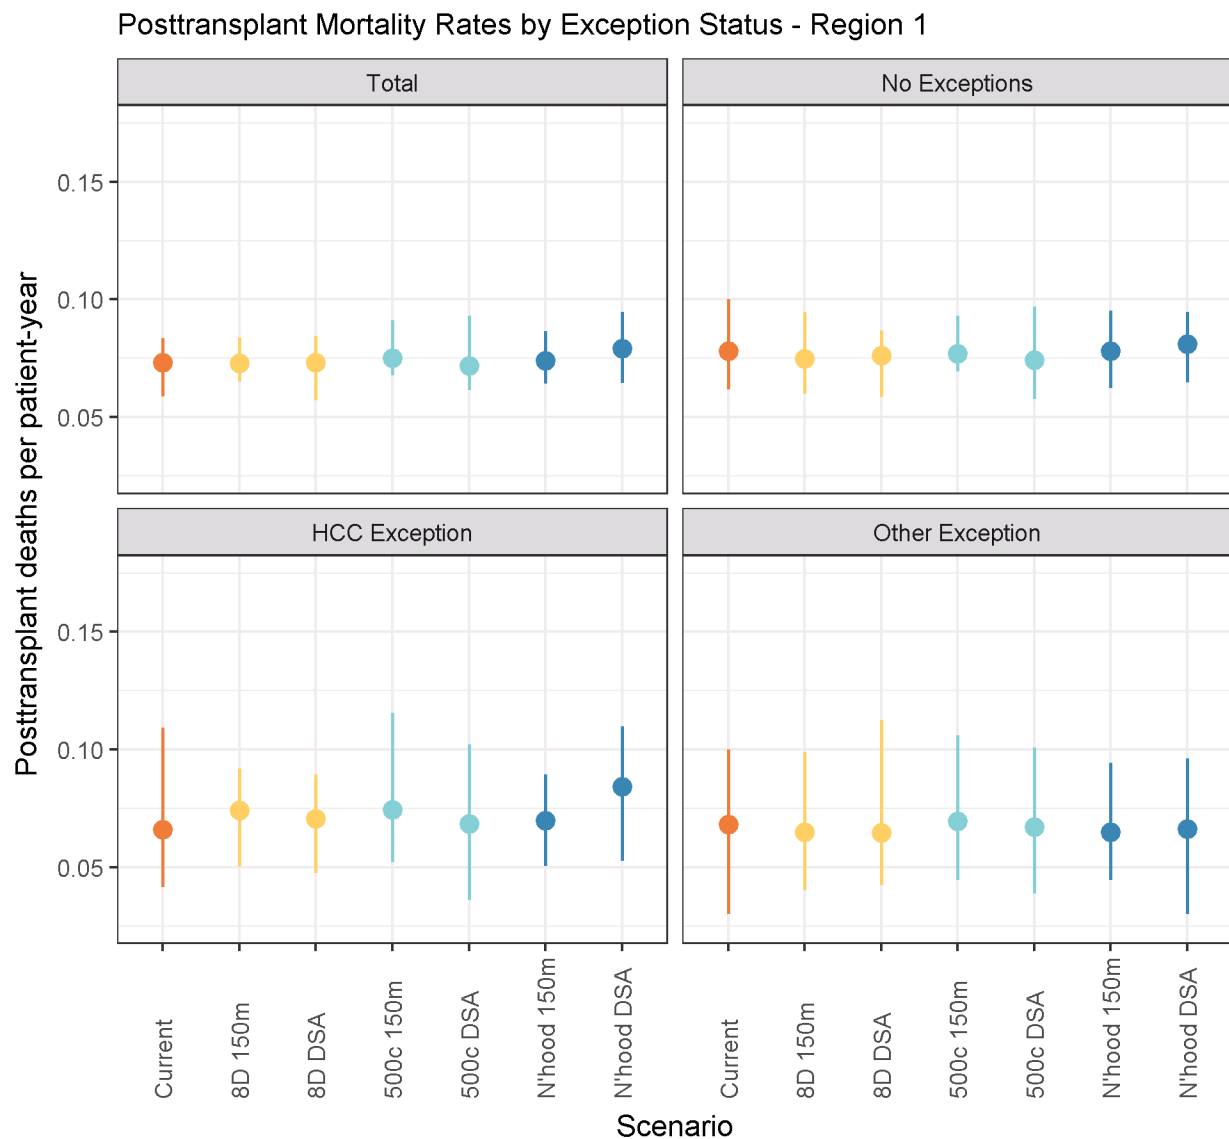 Posttransplant Mortality Rates by Exception Status - Region 1
Total
No Exceptions
0.15
0.10
0.05
HCC Exception
Other Exception
0.15
0.10
0.05
Posttransplant deaths per patient-year
Current
8D 150m
8D DSA
500c 150m
500c DSA
N'hood 150m
N'hood DSA
Current
8D 150m
8D DSA
500c 150m
500c DSA
N'hood 150m
N'hood DSA
Scenario